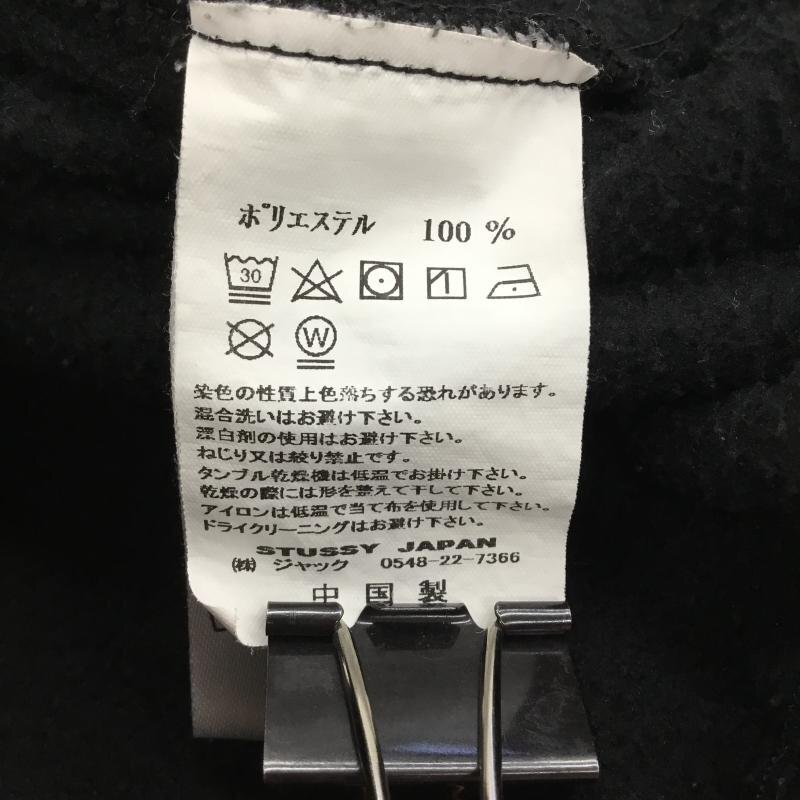 ポリエステル 100 %
30
W
染色の性質上色落ちする恐れがあります。
混合洗いはお避け下さい。
漂白剤の使用はお避け下さい。
ねじり又は絞り禁止です。
タンブル乾燥機は低温でお掛け下さい。
乾燥の際には形を整えて干して下さい。
アイロンは低温で当て布を使用して下さい。
ドライクリーニングはお避け下さい。
STUSSY JAPAN
㈱ ジャック 0548-22-7366
中国製